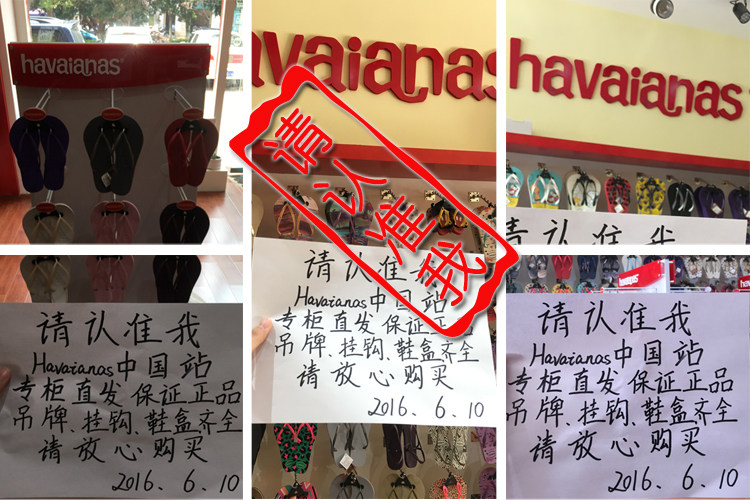 havaianas
havaianas
havaianas
请认准我
请认准我
请认准我
Havaianas中国站
专柜直发 保证正品
吊牌、挂钩、鞋盒齐全
请放心购买
2016.6.10
请认准我
Havaianas中国站
专柜直发 保证正品
吊牌、挂钩、鞋盒齐全
请放心购买
2016.6.10
havaianas
请认准我
Havaianas中国站
专柜直发 保证正品
吊牌、挂钩、鞋盒齐全
请放心购买
2016.6.10